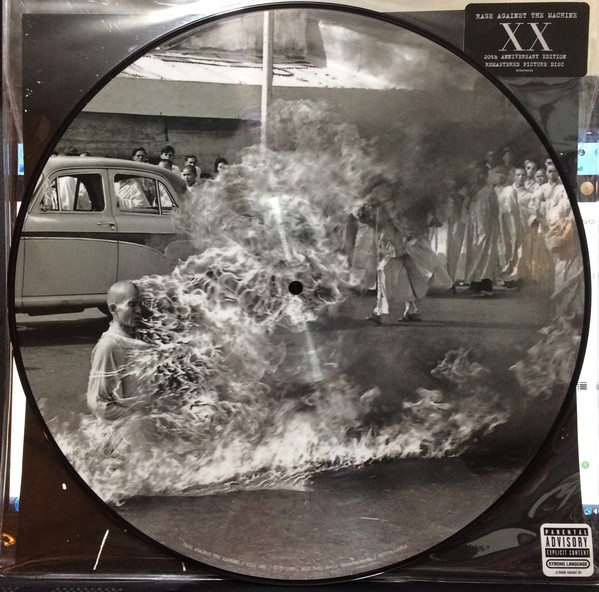 RAGE AGAINST THE MACHINE
XX
20th ANNIVERSARY EDITION
REMASTERED PICTURE DISC
PARENTAL
ADVISORY
EXPLICIT CONTENT
STRONG LANGUAGE